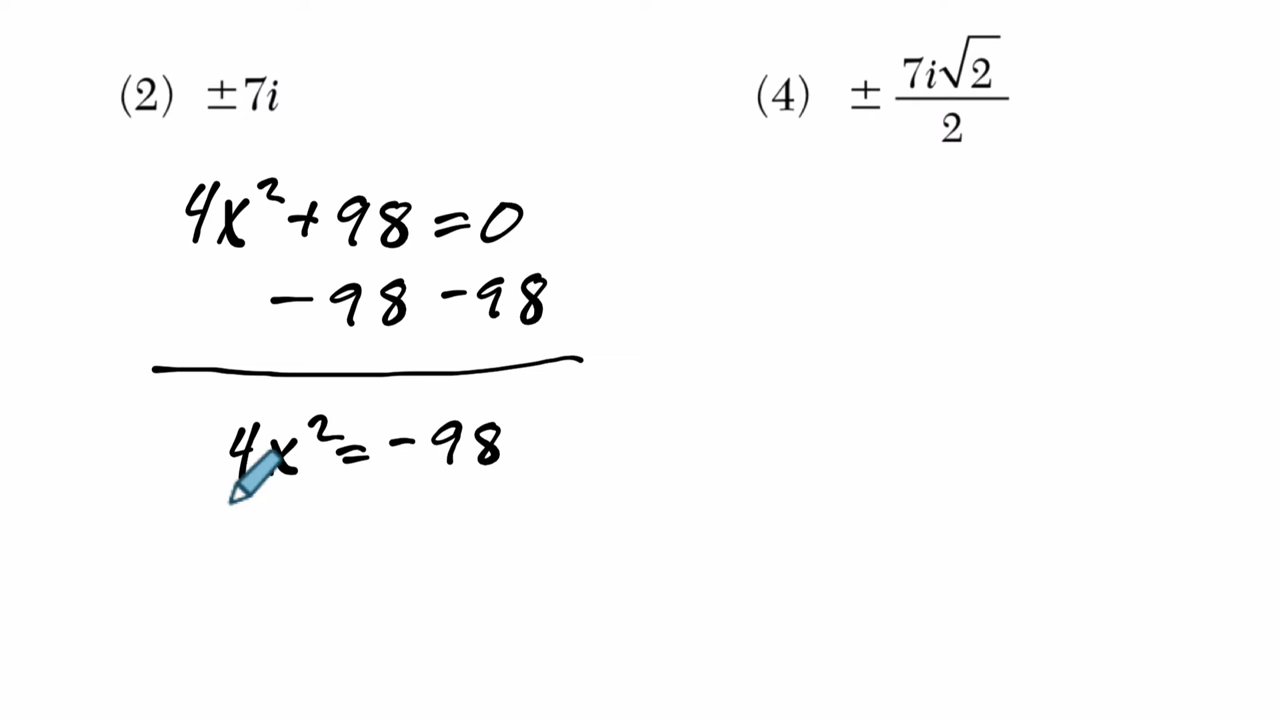 (2) ±7i
(4) ± 7i√2 / 2
4x² + 98 = 0
- 98 - 98
4x² = - 98